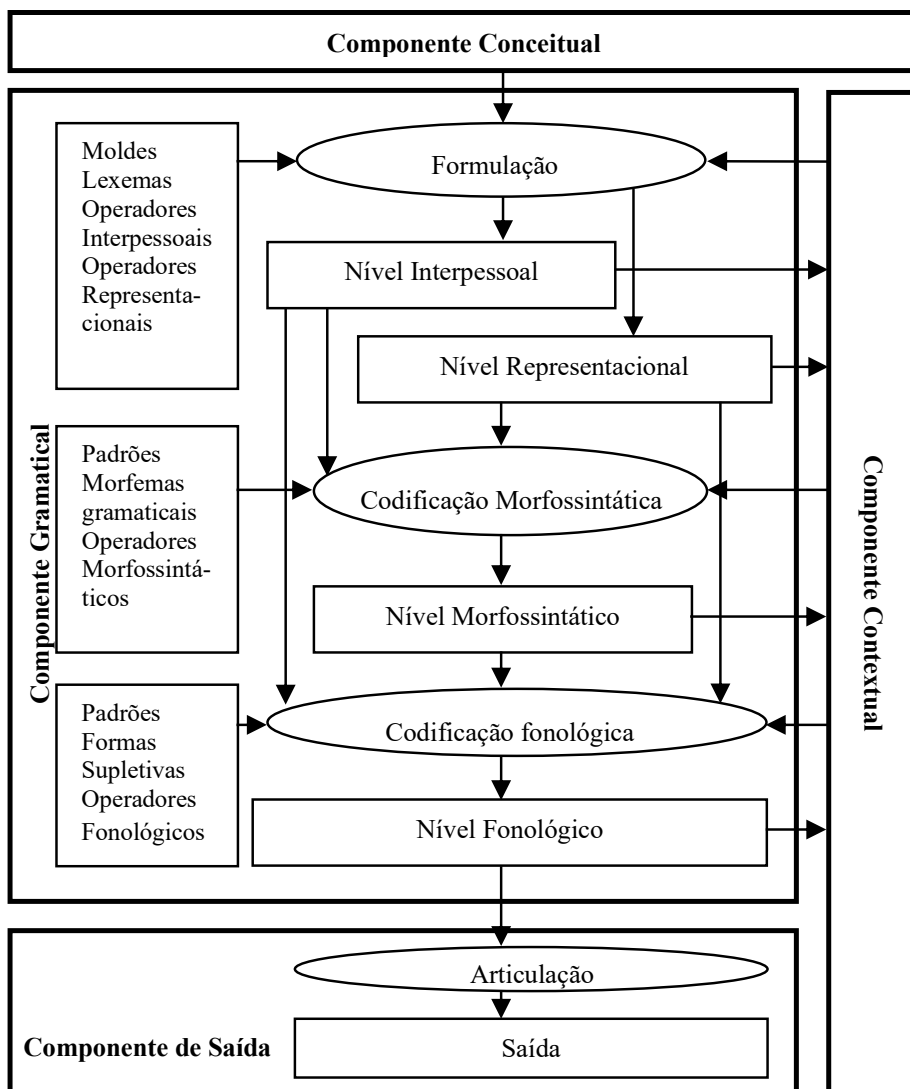 Componente Conceitual
Componente Gramatical
Moldes
Lexemas
Operadores
Interpessoais
Operadores
Representa-
cionais
Formulação
Nível Interpessoal
Nível Representacional
Padrões
Morfemas
gramaticais
Operadores
Morfossintá-
ticos
Codificação Morfossintática
Nível Morfossintático
Padrões
Formas
Supletivas
Operadores
Fonológicos
Codificação fonológica
Nível Fonológico
Componente Contextual
Articulação
Componente de Saída
Saída